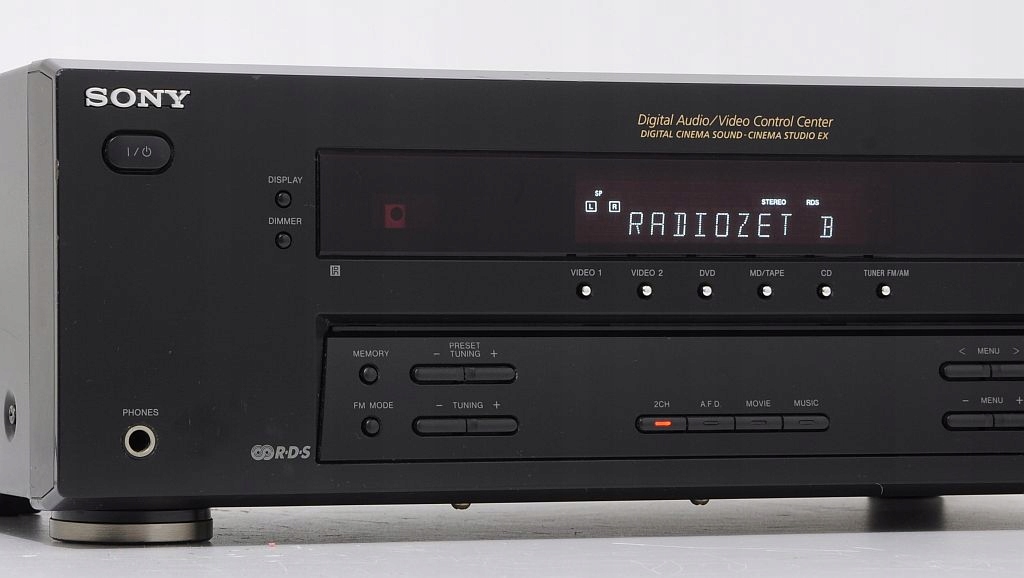 SONY
Digital Audio/Video Control Center
DIGITAL CINEMA SOUND-CINEMA STUDIO EX
I/⏻
DISPLAY
DIMMER
SP
L R STEREO RDS
RADIOZET B
VIDEO 1 VIDEO 2 DVD MD/TAPE CD TUNER FM/AM
MEMORY
PRESET
− TUNING +
< MENU >
FM MODE
− TUNING +
2CH A.F.D. MOVIE MUSIC
− MENU +
PHONES
R·D·S